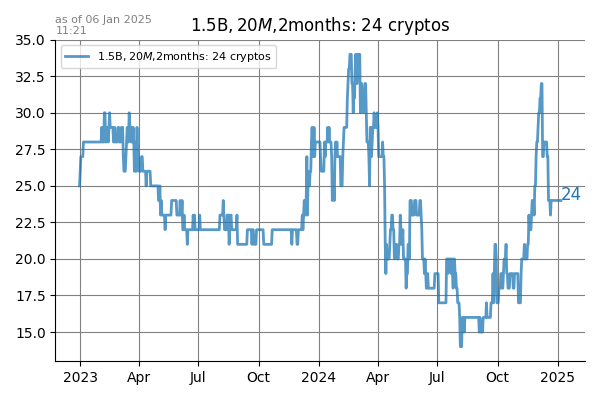 as of 06 Jan 2025
11:21
1.5B, 20M,2months: 24 cryptos
1.5B, 20M,2months: 24 cryptos
35.0
32.5
30.0
27.5
25.0
22.5
20.0
17.5
15.0
24
2023 Apr Jul Oct 2024 Apr Jul Oct 2025